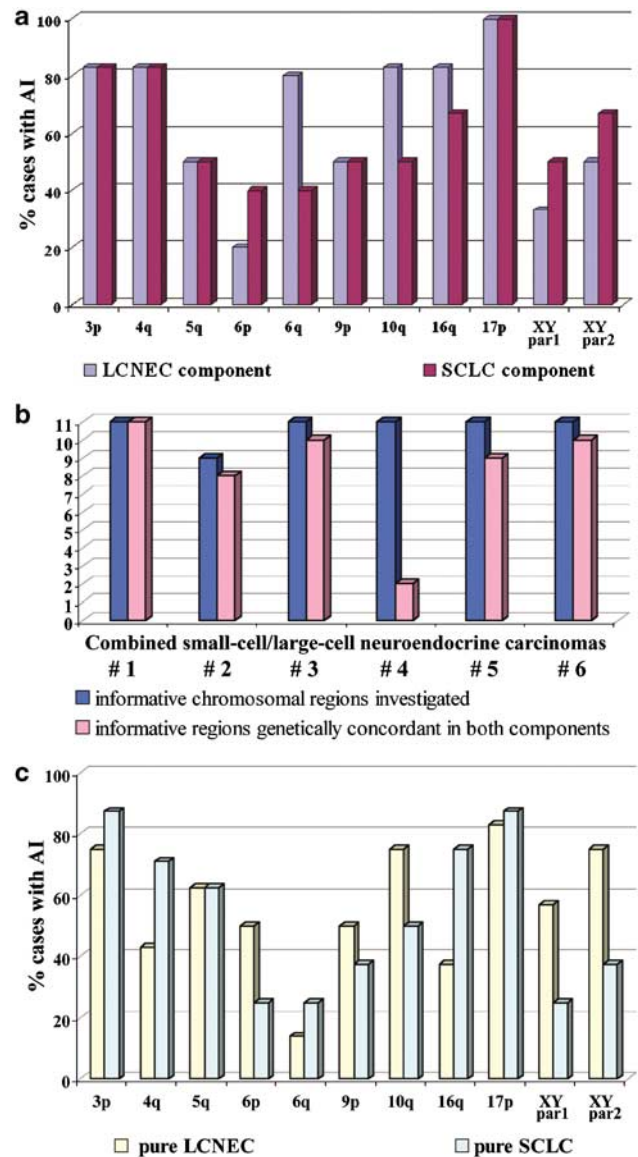 a
% cases with AI
100
80
60
40
20
0
3p 4q 5q 6p 6q 9p 10q 16q 17p XY par1 XY par2
LCNEC component SCLC component
b
11
10
9
8
7
6
5
4
3
2
1
0
Combined small-cell/large-cell neuroendocrine carcinomas
# 1 # 2 # 3 # 4 # 5 # 6
informative chromosomal regions investigated
informative regions genetically concordant in both components
c
% cases with AI
100
80
60
40
20
0
3p 4q 5q 6p 6q 9p 10q 16q 17p XY par1 XY par2
pure LCNEC pure SCLC